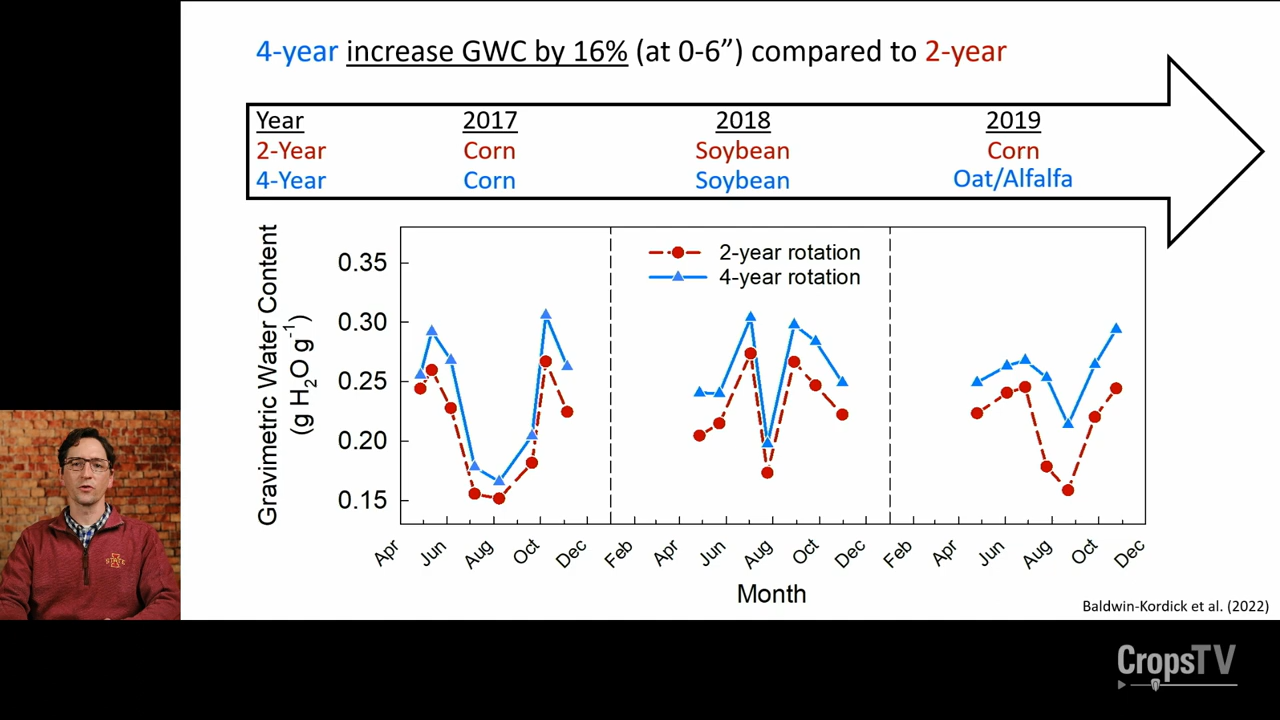 4-year increase GWC by 16% (at 0-6”) compared to 2-year
Year 2017 2018 2019
2-Year Corn Soybean Corn
4-Year Corn Soybean Oat/Alfalfa
Gravimetric Water Content
(g H₂O g⁻¹)
0.35
0.30
0.25
0.20
0.15
2-year rotation
4-year rotation
Apr Jun Aug Oct Dec Feb Apr Jun Aug Oct Dec Feb Apr Jun Aug Oct Dec
Month
Baldwin-Kordick et al. (2022)
STATE
CropsTV